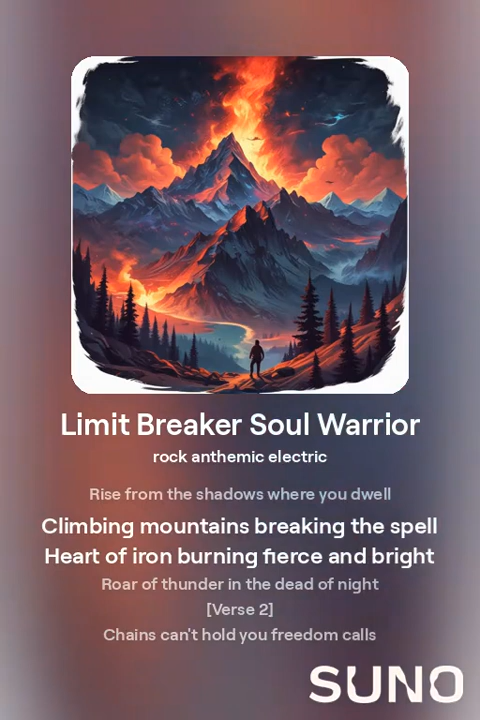 Limit Breaker Soul Warrior
rock anthemic electric
Rise from the shadows where you dwell
Climbing mountains breaking the spell
Heart of iron burning fierce and bright
Roar of thunder in the dead of night
[Verse 2]
Chains can't hold you freedom calls
SUNO